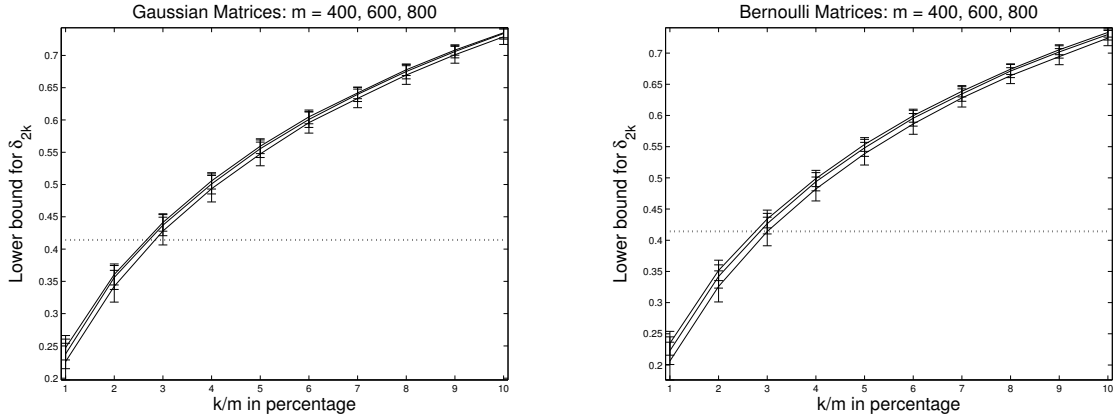 Gaussian Matrices: m = 400, 600, 800
Lower bound for δ2k
0.7
0.65
0.6
0.55
0.5
0.45
0.4
0.35
0.3
0.25
0.2
1 2 3 4 5 6 7 8 9 10
k/m in percentage
Bernoulli Matrices: m = 400, 600, 800
Lower bound for δ2k
0.7
0.65
0.6
0.55
0.5
0.45
0.4
0.35
0.3
0.25
0.2
1 2 3 4 5 6 7 8 9 10
k/m in percentage